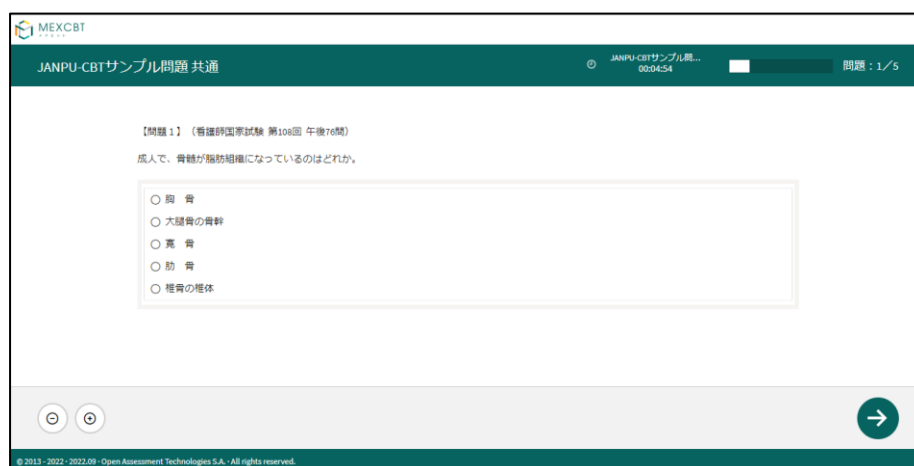 MEXCBT
JANPU-CBTサンプル問題 共通
JANPU-CBTサンプル問...
00:04:54
問題：1／5
【問題１】（看護師国家試験 第108回 午後76問）
成人で、骨髄が脂肪組織になっているのはどれか。
胸　骨
大腿骨の骨幹
寛　骨
肋　骨
椎骨の椎体
© 2013 - 2022 · 2022.09 · Open Assessment Technologies S.A. · All rights reserved.